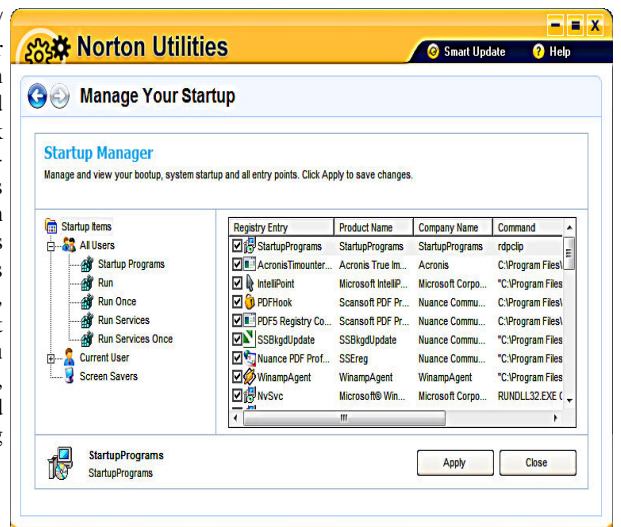 Norton Utilities
Smart Update
Help
X
Manage Your Startup
Startup Manager
Manage and view your bootup, system startup and all entry points. Click Apply to save changes.
Startup Items
All Users
Startup Programs
Run
Run Once
Run Services
Run Services Once
Current User
Screen Savers
Registry Entry Product Name Company Name Command
StartupPrograms StartupPrograms StartupPrograms rdpclip
AcronisTimounter... Acronis True Im... Acronis C:\Program Files\
IntelliPoint Microsoft IntelliP... Microsoft Corpo... "C:\Program Files
PDFHook Scansoft PDF Pr... Nuance Commu... C:\Program Files\
PDF5 Registry Co... Scansoft PDF Pr... Nuance Commu... C:\Program Files\
SSBkgdUpdate SSBkgdUpdate Nuance Commu... "C:\Program Files
Nuance PDF Prof... SSEreg Nuance Commu... "C:\Program Files
WinampAgent WinampAgent WinampAgent "C:\Program Files
NvSvc Microsoft® Win... Microsoft Corpo... RUNDLL32.EXE C
StartupPrograms
StartupPrograms
Apply
Close